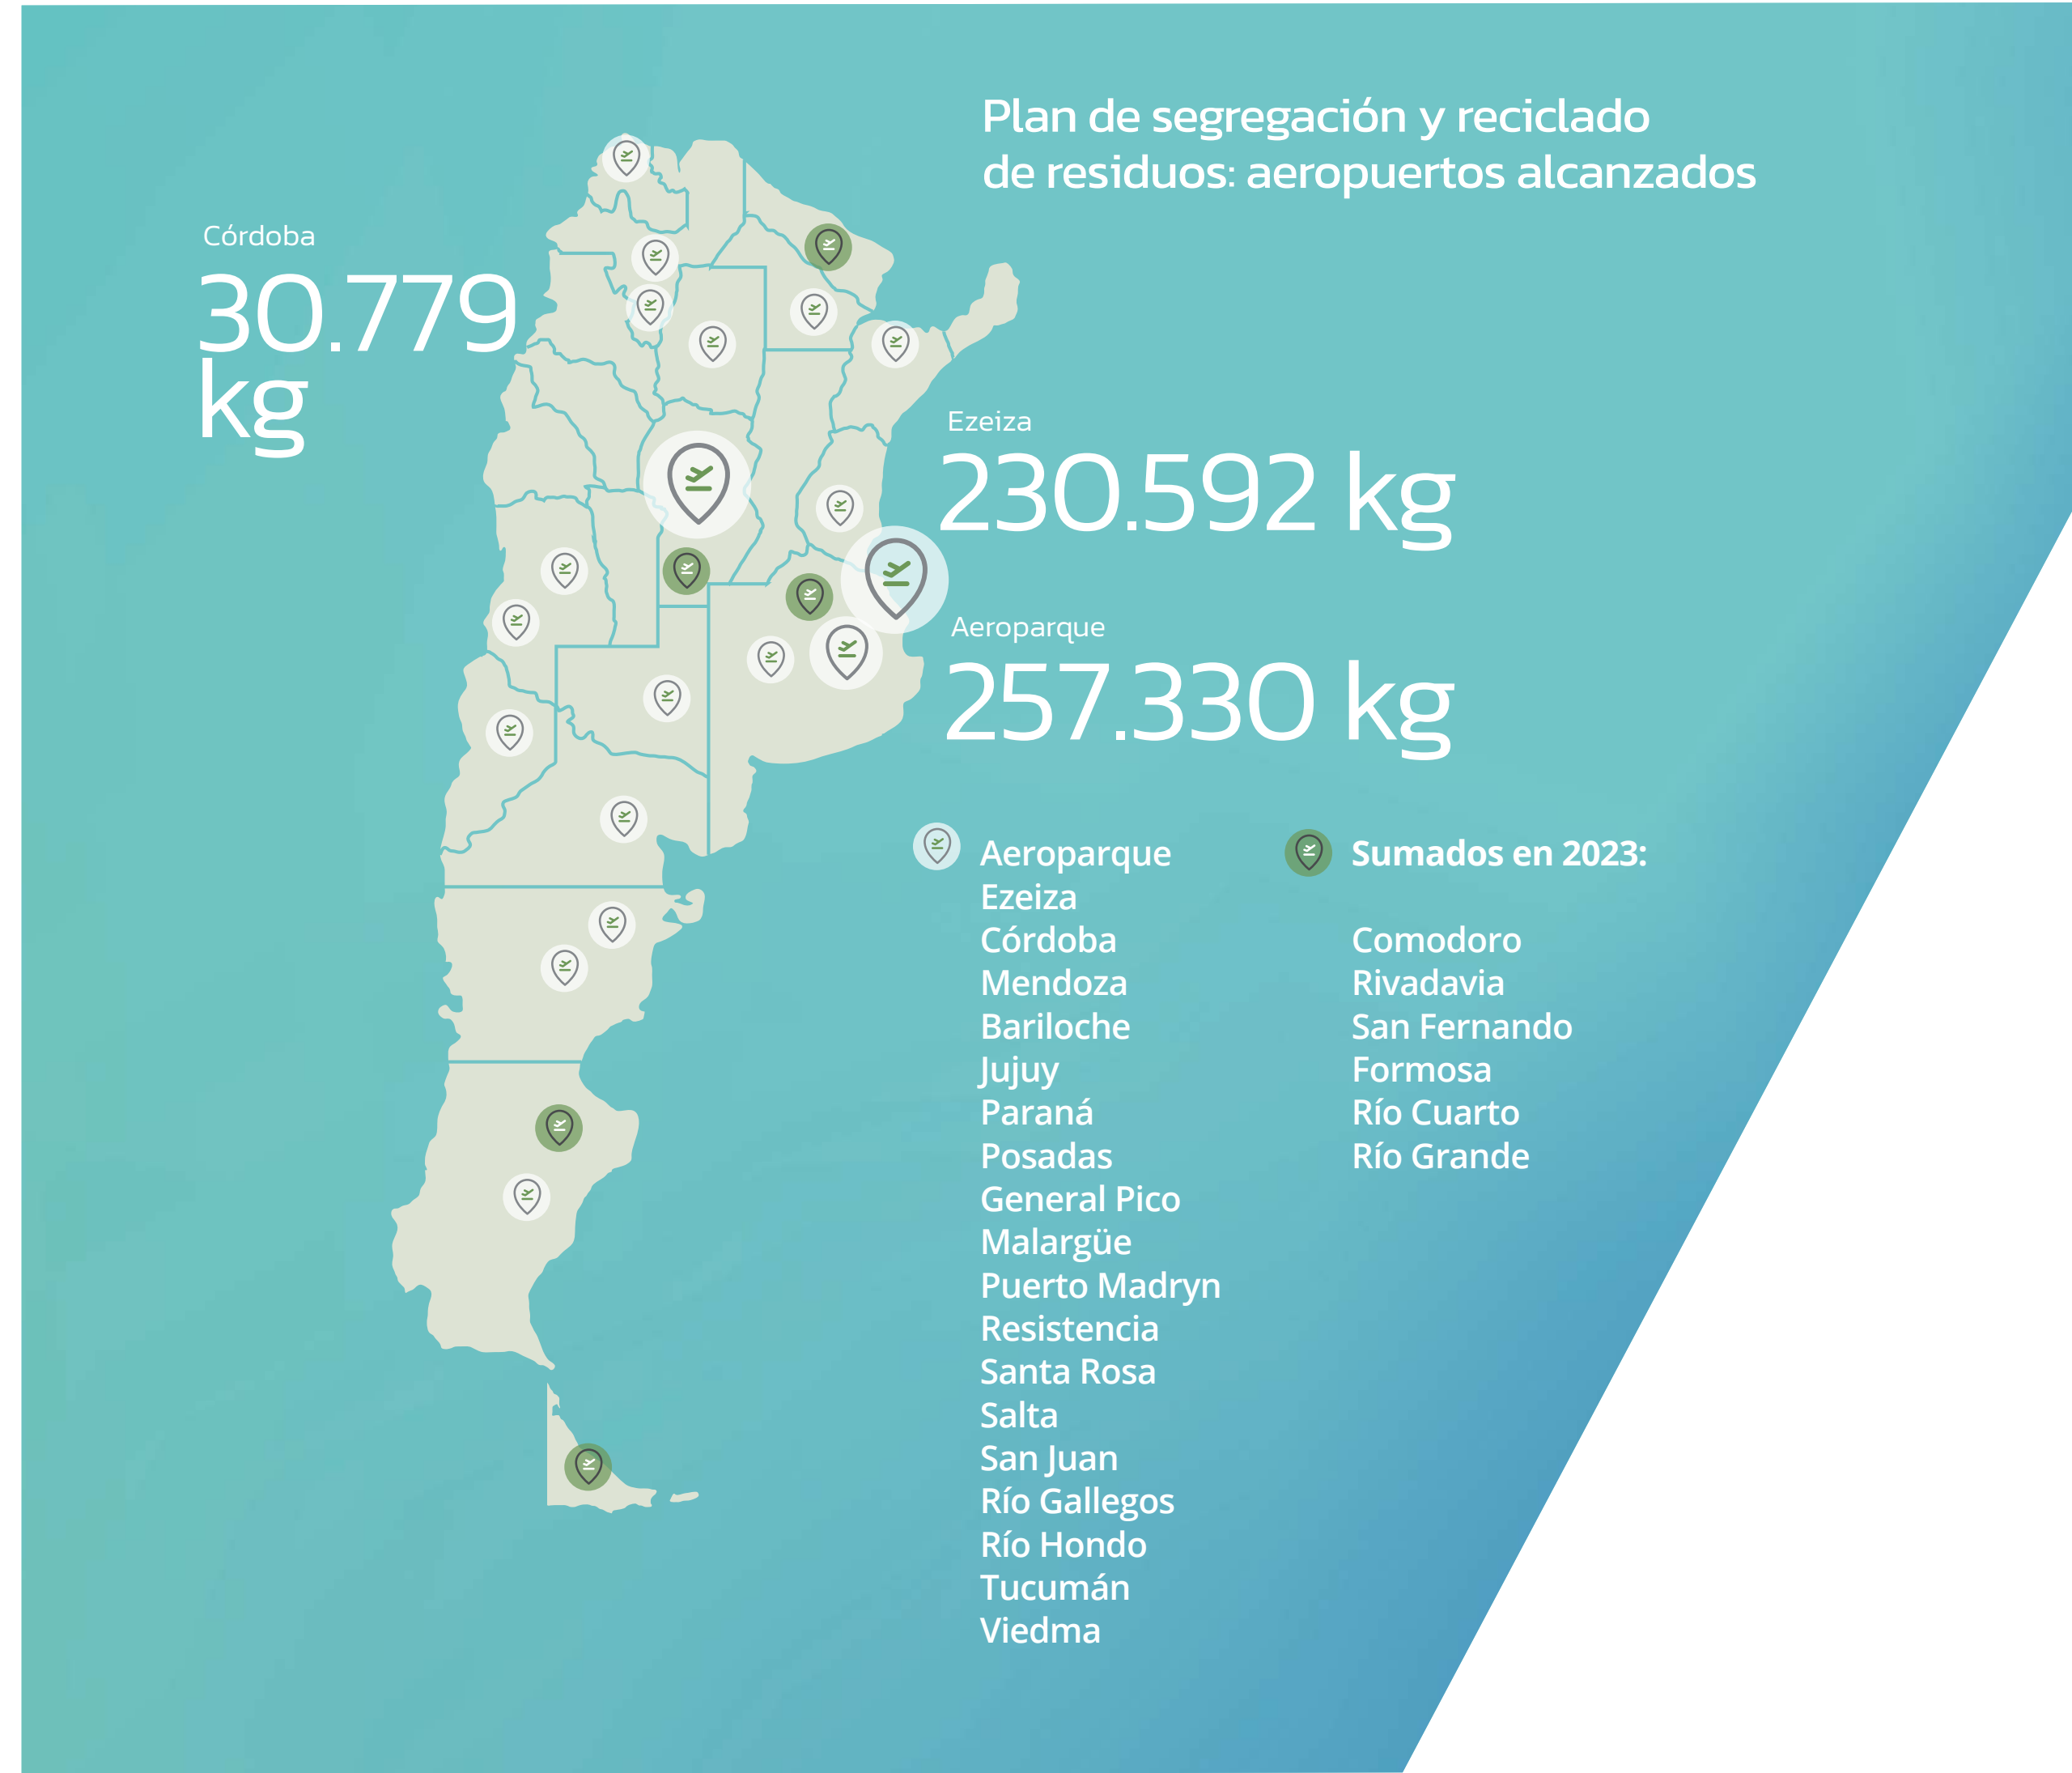 Plan de segregación y reciclado
de residuos: aeropuertos alcanzados
Córdoba
30.779
kg
Ezeiza
230.592 kg
Aeroparque
257.330 kg
Aeroparque
Ezeiza
Córdoba
Mendoza
Bariloche
Jujuy
Paraná
Posadas
General Pico
Malargüe
Puerto Madryn
Resistencia
Santa Rosa
Salta
San Juan
Río Gallegos
Río Hondo
Tucumán
Viedma
Sumados en 2023:
Comodoro
Rivadavia
San Fernando
Formosa
Río Cuarto
Río Grande